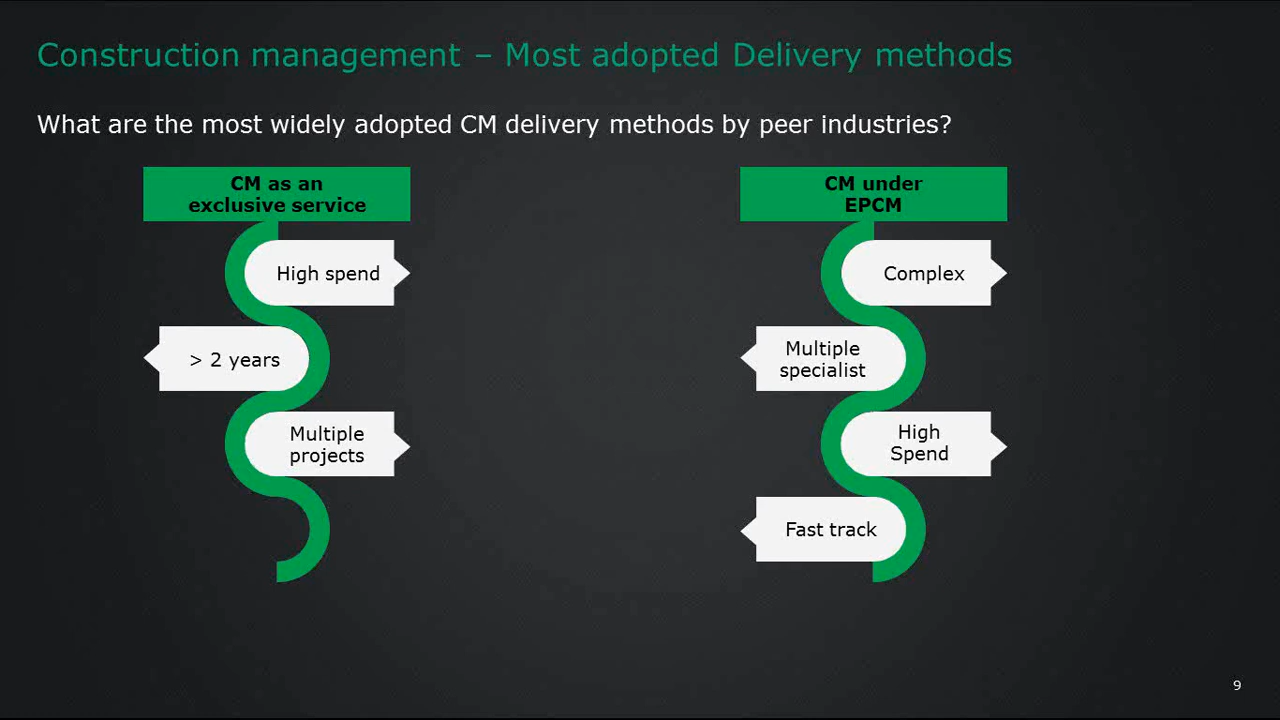 Construction management – Most adopted Delivery methods
What are the most widely adopted CM delivery methods by peer industries?
CM as an
exclusive service
High spend
> 2 years
Multiple
projects
CM under
EPCM
Complex
Multiple
specialist
High
Spend
Fast track
9